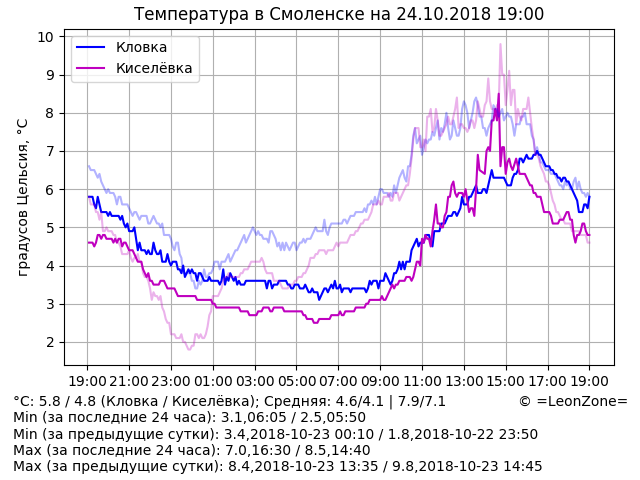 Температура в Смоленске на 24.10.2018 19:00
Кловка
Киселёвка
градусов Цельсия, °C
10
9
8
7
6
5
4
3
2
19:00 21:00 23:00 01:00 03:00 05:00 07:00 09:00 11:00 13:00 15:00 17:00 19:00
°C: 5.8 / 4.8 (Кловка / Киселёвка); Средняя: 4.6/4.1 | 7.9/7.1 © =LeonZone=
Min (за последние 24 часа): 3.1,06:05 / 2.5,05:50
Min (за предыдущие сутки): 3.4,2018-10-23 00:10 / 1.8,2018-10-22 23:50
Max (за последние 24 часа): 7.0,16:30 / 8.5,14:40
Max (за предыдущие сутки): 8.4,2018-10-23 13:35 / 9.8,2018-10-23 14:45